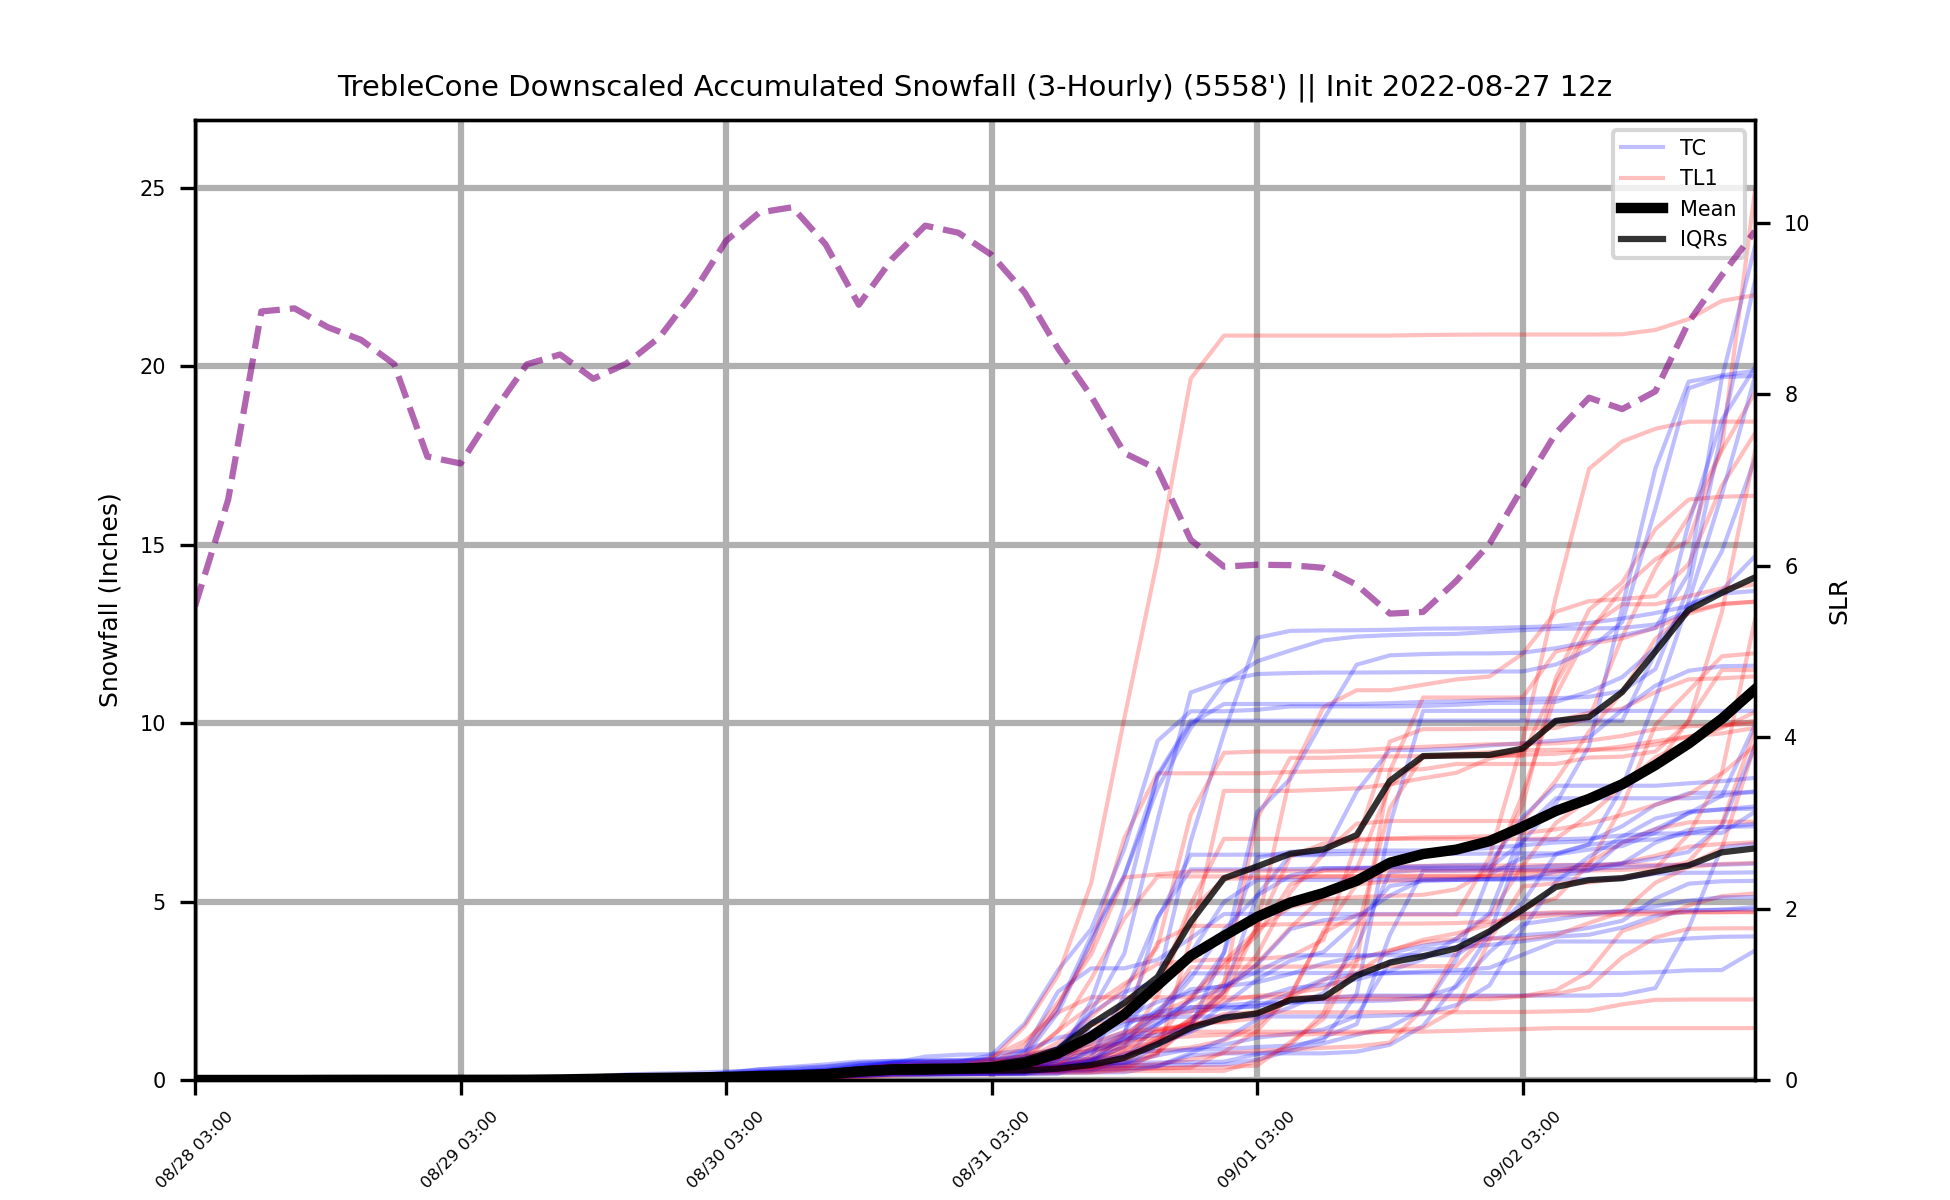 TrebleCone Downscaled Accumulated Snowfall (3-Hourly) (5558') || Init 2022-08-27 12z
TC
TL1
Mean
IQRs
Snowfall (Inches)
25
20
15
10
5
0
SLR
10
8
6
4
2
0
08/28 03:00
08/29 03:00
08/30 03:00
08/31 03:00
09/01 03:00
09/02 03:00